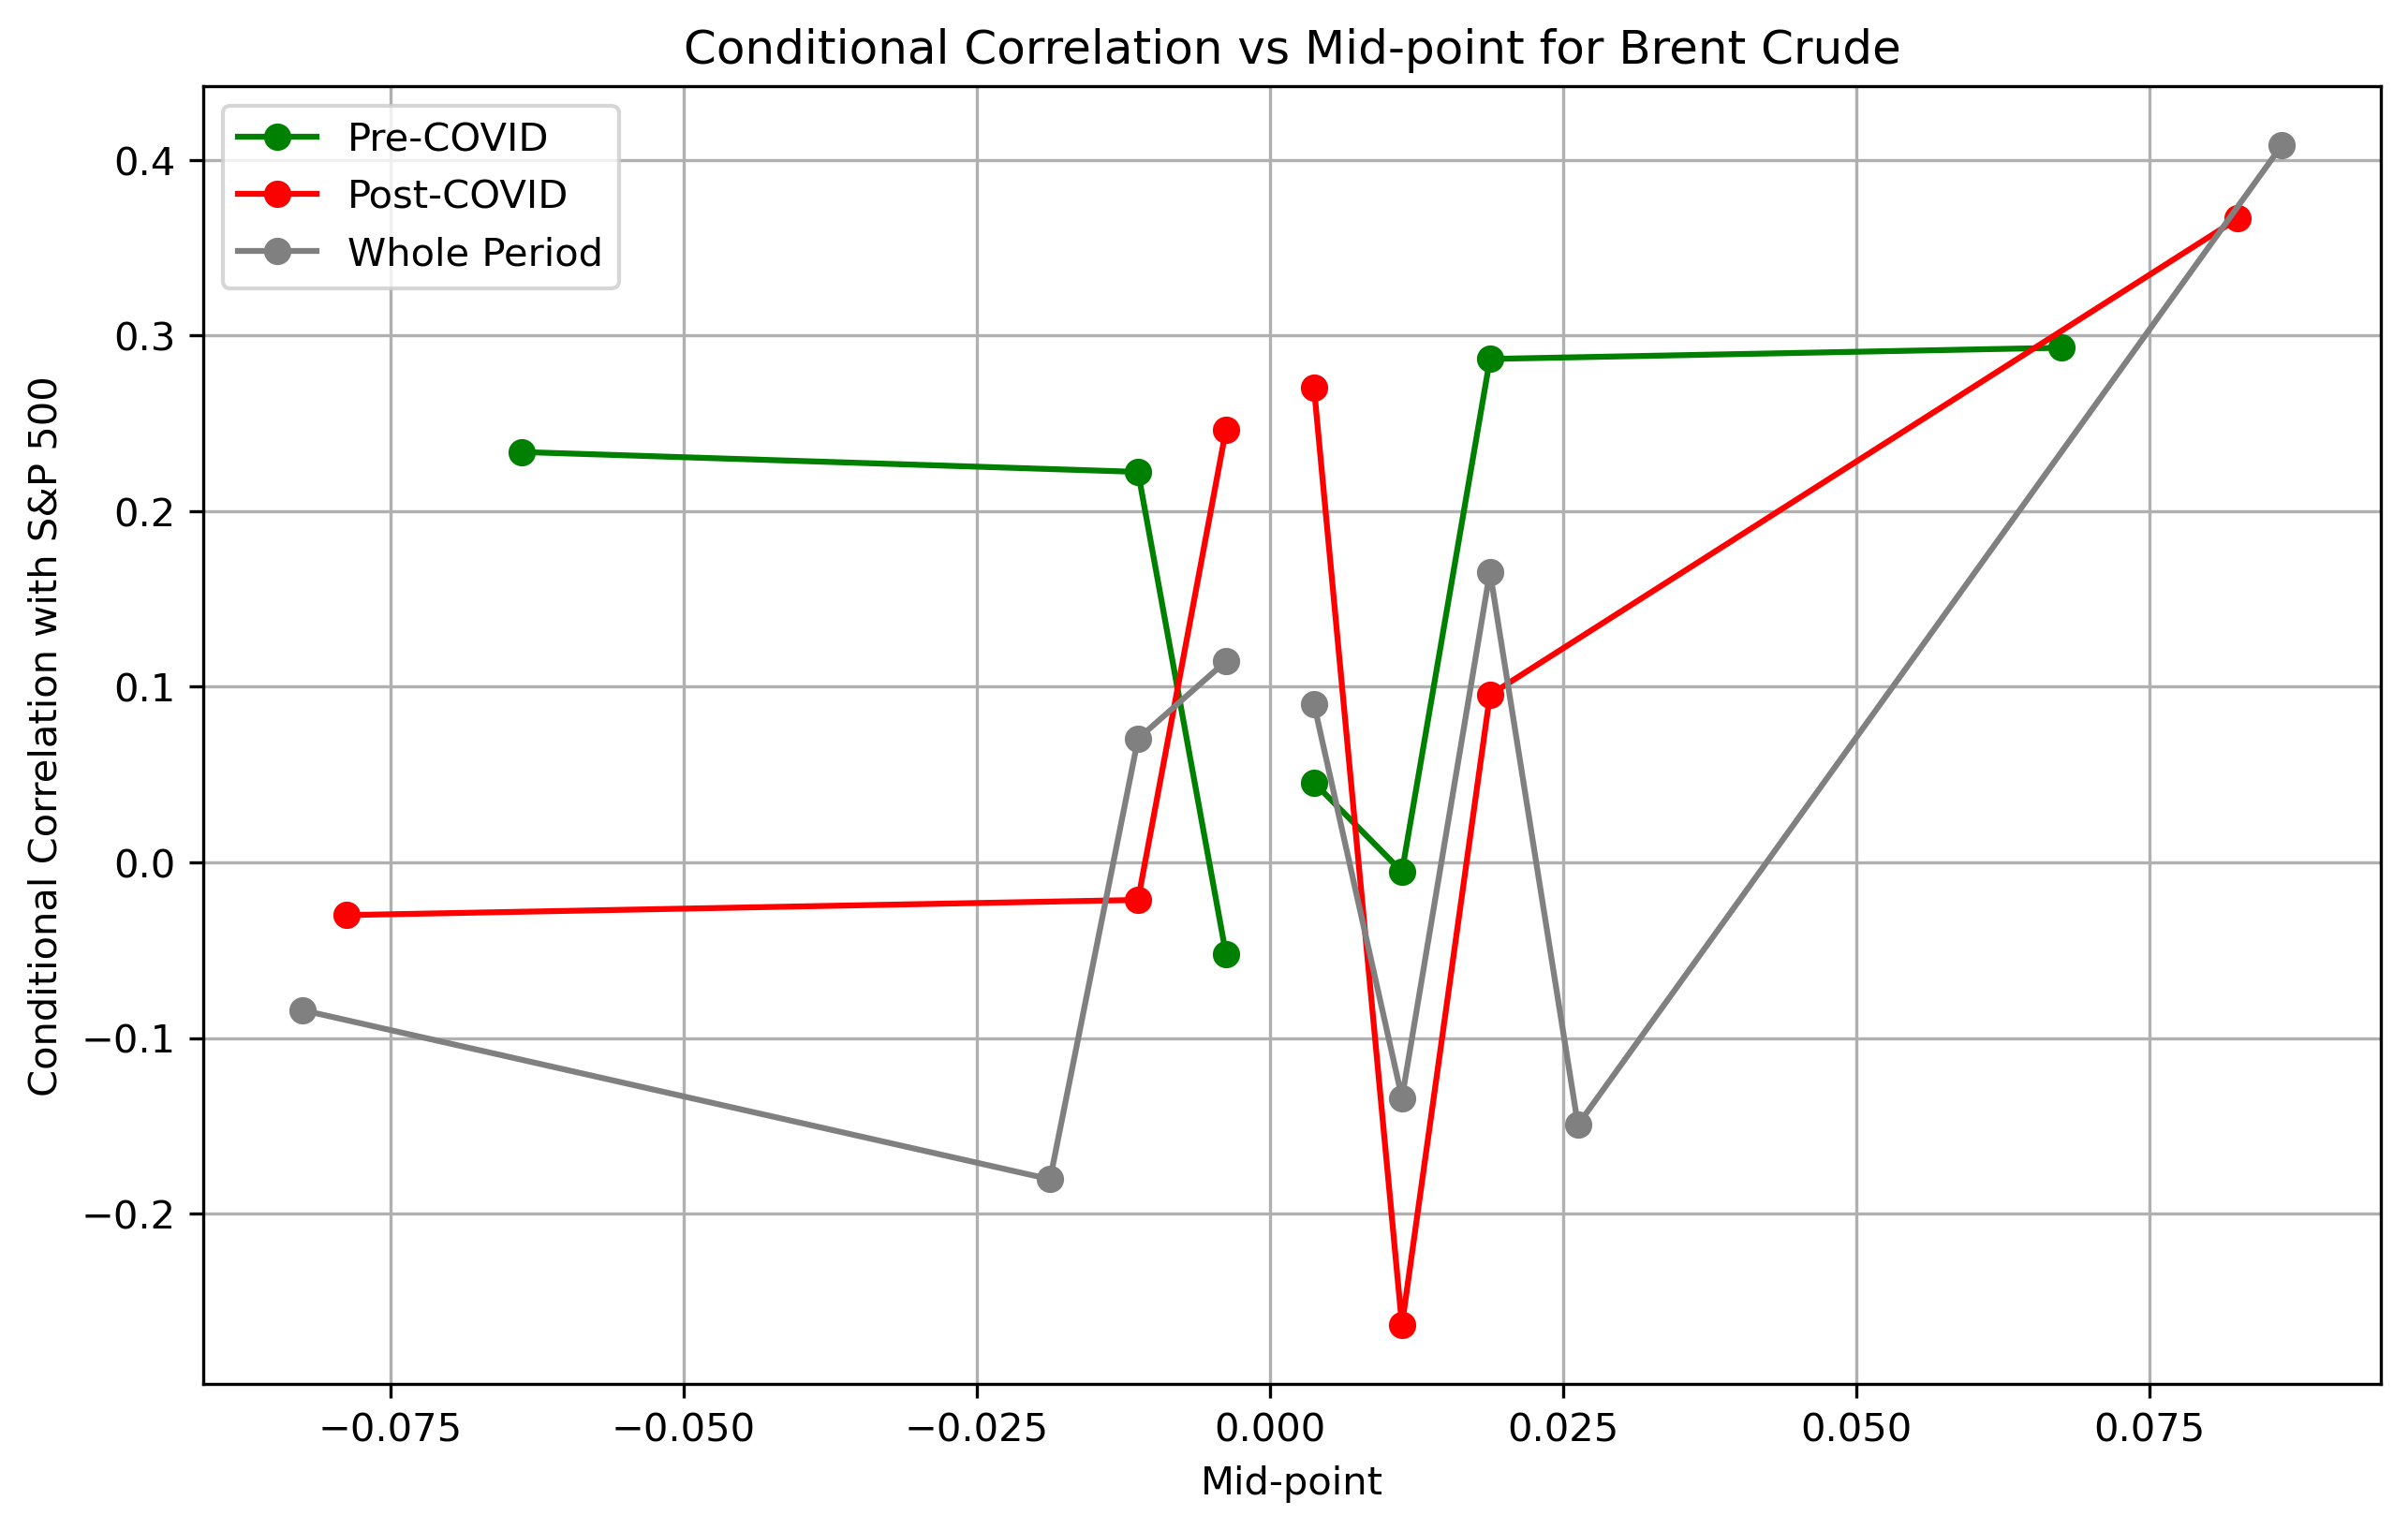 Conditional Correlation vs Mid-point for Brent Crude
Pre-COVID
Post-COVID
Whole Period
Conditional Correlation with S&P 500
0.4
0.3
0.2
0.1
0.0
−0.1
−0.2
−0.075 −0.050 −0.025 0.000 0.025 0.050 0.075
Mid-point